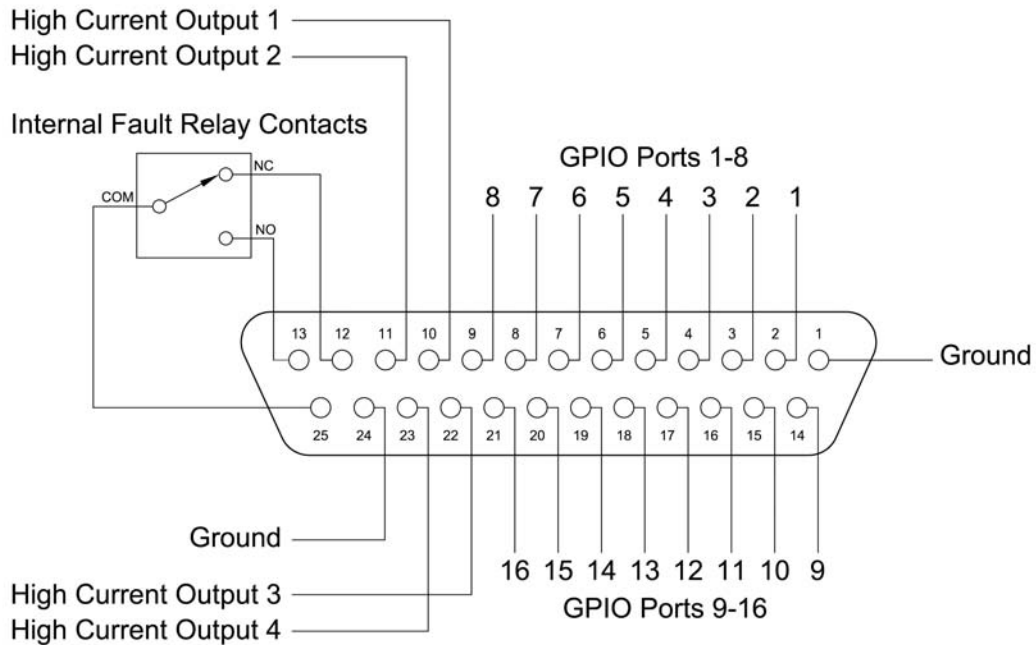 High Current Output 1
High Current Output 2
Internal Fault Relay Contacts
NC
COM
NO
GPIO Ports 1-8
8 7 6 5 4 3 2 1
13 12 11 10 9 8 7 6 5 4 3 2 1
Ground
25 24 23 22 21 20 19 18 17 16 15 14
Ground
16 15 14 13 12 11 10 9
GPIO Ports 9-16
High Current Output 3
High Current Output 4